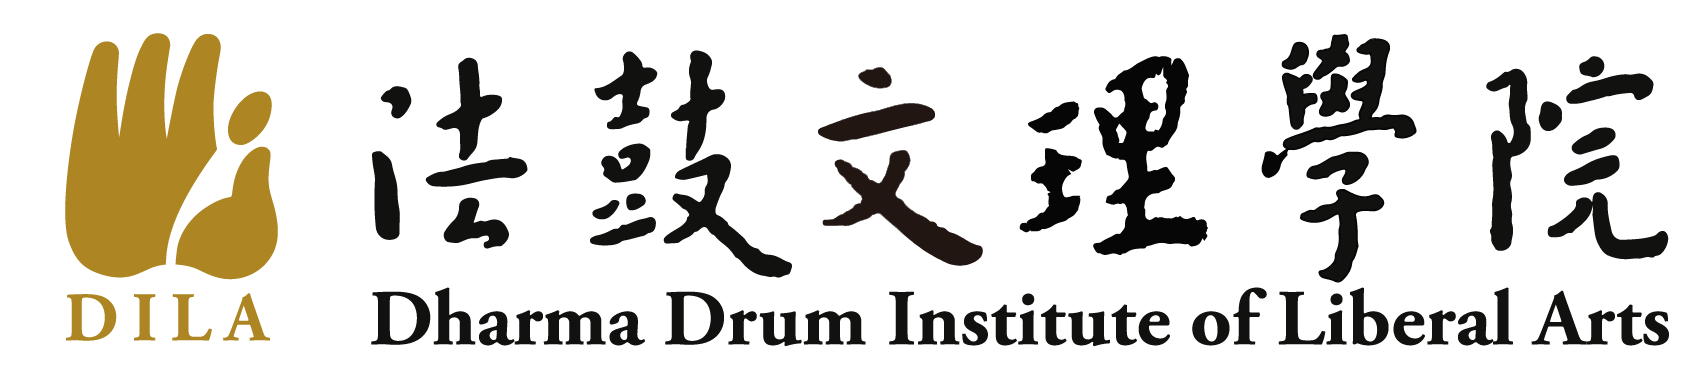 DILA
法鼓文理學院
Dharma Drum Institute of Liberal Arts